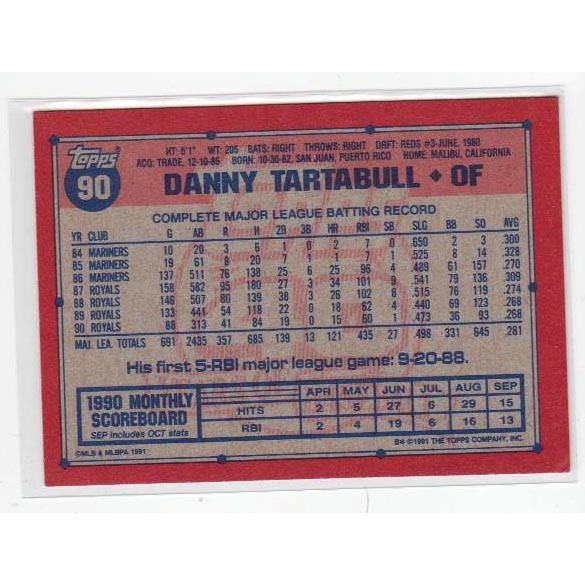 Topps®
90
HT: 6'1" WT: 205 BATS: RIGHT THROWS: RIGHT DRFT: REDS #3-JUNE, 1980
ACQ: TRADE, 12-10-86 BORN: 10-30-62, SAN JUAN, PUERTO RICO HOME: MALIBU, CALIFORNIA
DANNY TARTABULL ♦ OF
COMPLETE MAJOR LEAGUE BATTING RECORD
YR CLUB G AB R H 2B 3B HR RBI SB SLG BB SO AVG
84 MARINERS 10 20 3 6 1 0 2 7 0 .650 2 3 .300
85 MARINERS 19 61 8 20 7 1 1 7 1 .525 8 14 .328
86 MARINERS 137 511 76 138 25 6 25 96 4 .489 61 157 .270
87 ROYALS 158 582 95 180 27 3 34 101 9 .541 79 136 .309
88 ROYALS 146 507 80 139 38 3 26 102 8 .515 76 119 .274
89 ROYALS 133 441 54 118 22 0 18 62 4 .440 69 123 .268
90 ROYALS 88 313 41 84 19 0 15 60 1 .473 36 93 .268
MAJ. LEA. TOTALS 691 2435 357 685 139 13 121 435 27 .498 331 645 .281
His first 5-RBI major league game: 9-20-88.
1990 MONTHLY SCOREBOARD
SEP includes OCT stats
APR MAY JUN JUL AUG SEP
HITS 2 5 27 6 29 15
RBI 2 4 19 6 16 13
©MLB & MLBPA 1991
B* ©1991 THE TOPPS COMPANY, INC.